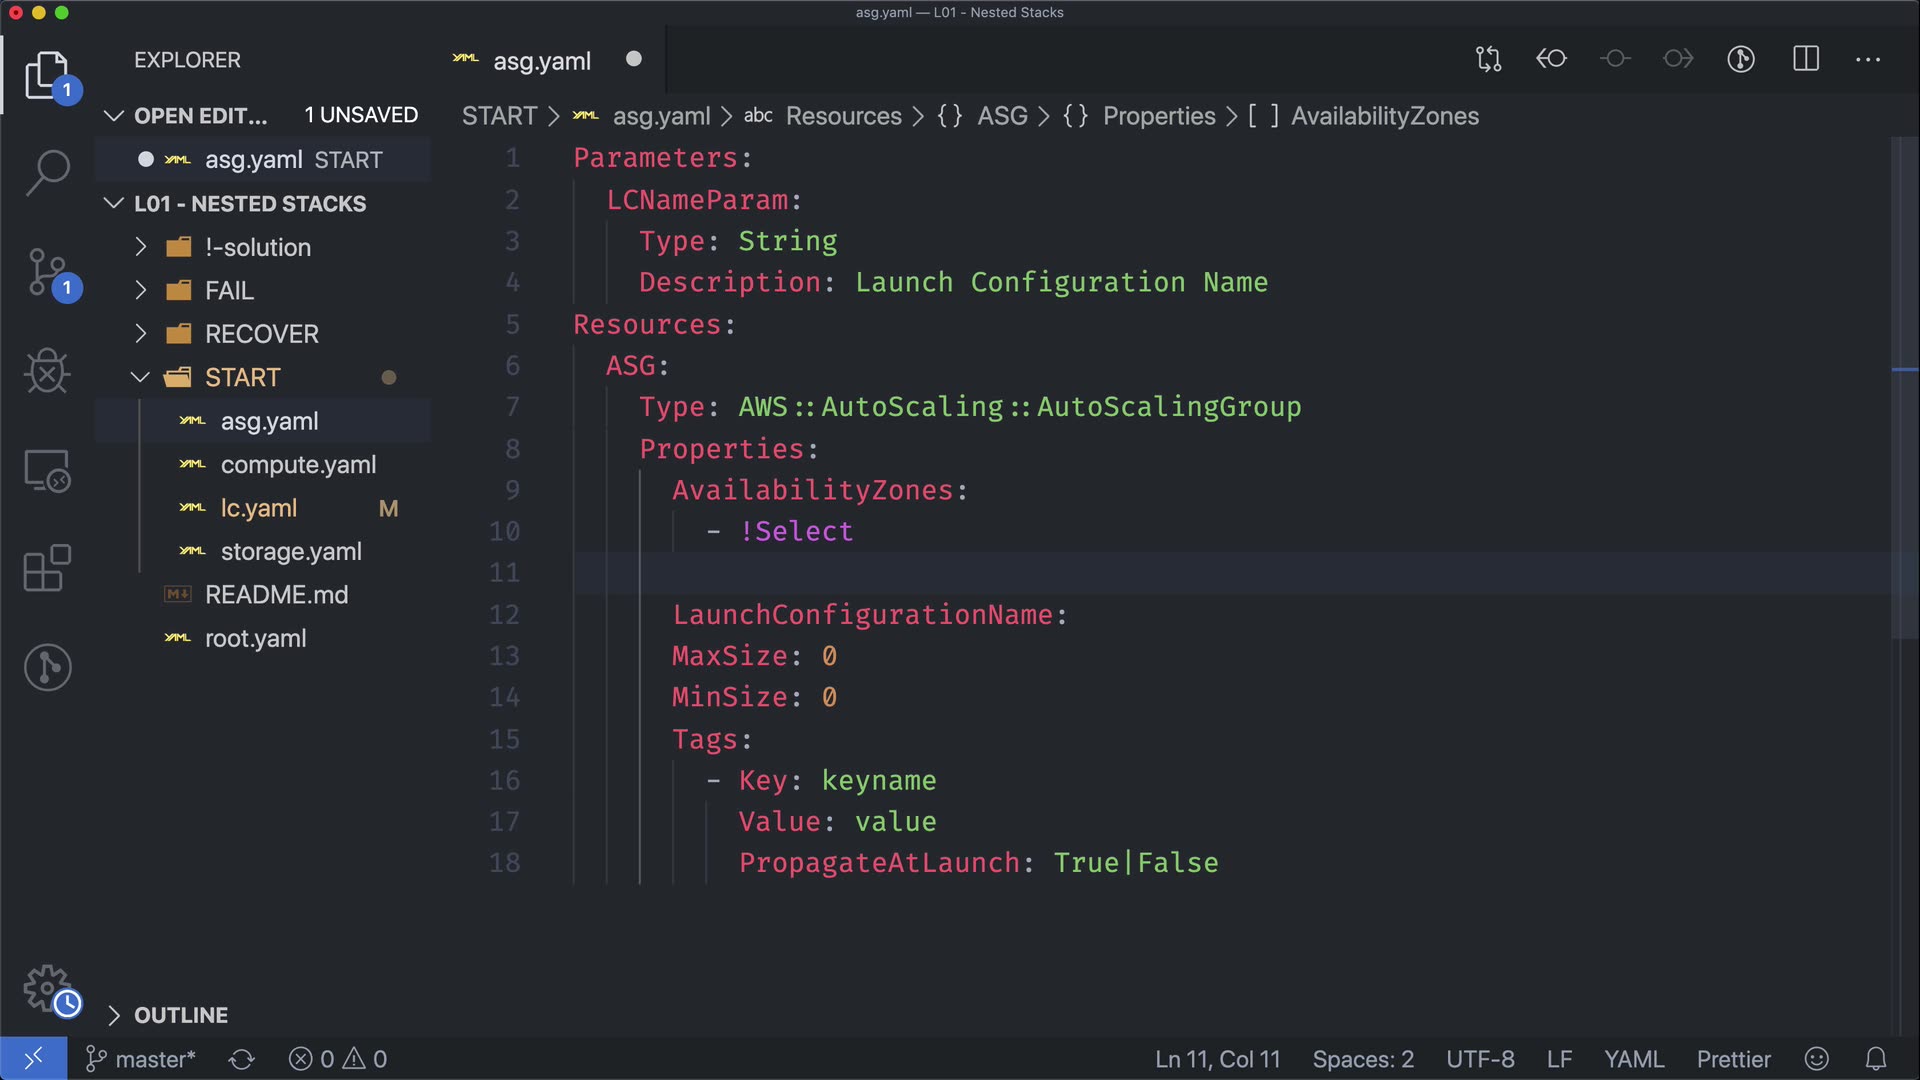 asg.yaml — L01 - Nested Stacks
EXPLORER
1
OPEN EDIT... 1 UNSAVED
asg.yaml START
L01 - NESTED STACKS
!-solution
FAIL
RECOVER
START
asg.yaml
compute.yaml
lc.yaml M
storage.yaml
README.md
root.yaml
1
OUTLINE
asg.yaml
START > asg.yaml > abc Resources > {} ASG > {} Properties > [ ] AvailabilityZones
1 Parameters:
2 LCNameParam:
3 Type: String
4 Description: Launch Configuration Name
5 Resources:
6 ASG:
7 Type: AWS::AutoScaling::AutoScalingGroup
8 Properties:
9 AvailabilityZones:
10 - !Select
11
12 LaunchConfigurationName:
13 MaxSize: 0
14 MinSize: 0
15 Tags:
16 - Key: keyname
17 Value: value
18 PropagateAtLaunch: True|False
master* 0 0 Ln 11, Col 11 Spaces: 2 UTF-8 LF YAML Prettier